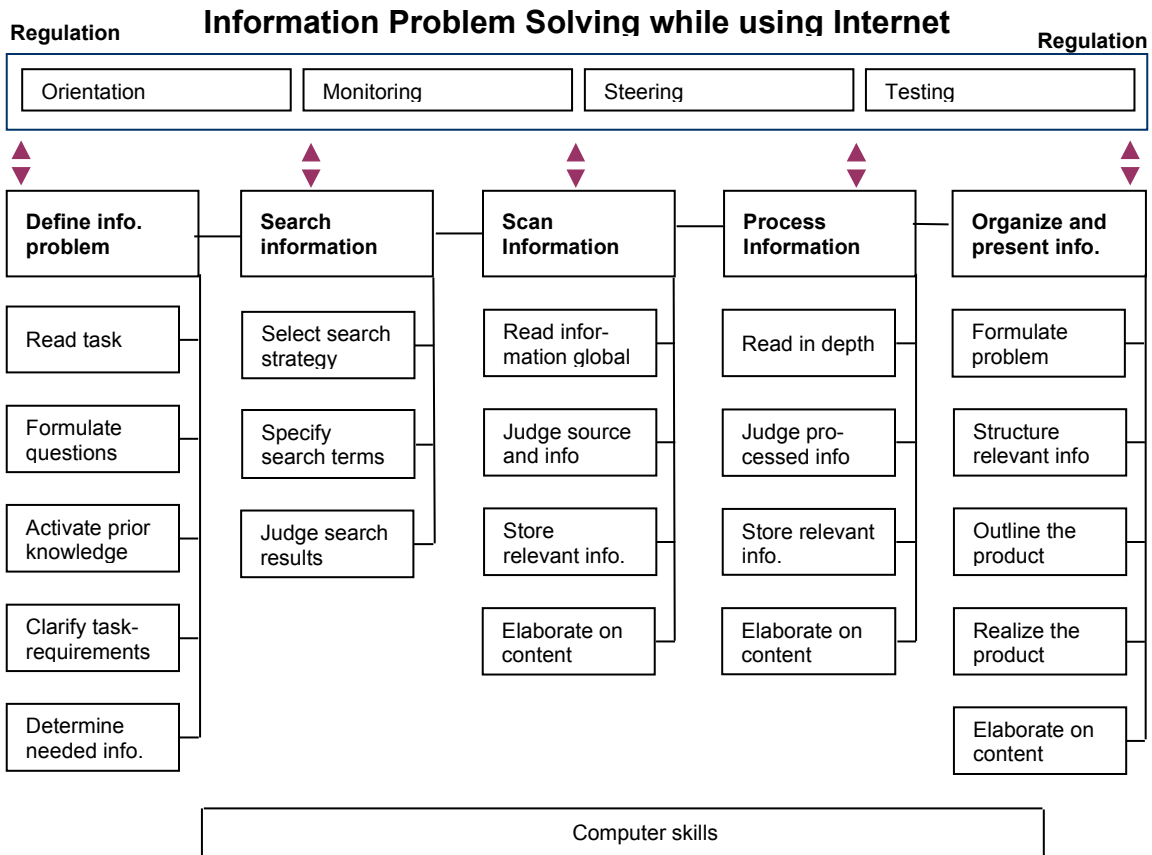 Information Problem Solving while using Internet
Regulation
Regulation
Orientation
Monitoring
Steering
Testing
Define info.
problem
Search
information
Scan
Information
Process
Information
Organize and
present info.
Read task
Formulate
questions
Activate prior
knowledge
Clarify task-
requirements
Determine
needed info.
Select search
strategy
Specify
search terms
Judge search
results
Read infor-
mation global
Judge source
and info
Store
relevant info.
Elaborate on
content
Read in depth
Judge pro-
cessed info
Store relevant
info.
Elaborate on
content
Formulate
problem
Structure
relevant info
Outline the
product
Realize the
product
Elaborate on
content
Computer skills